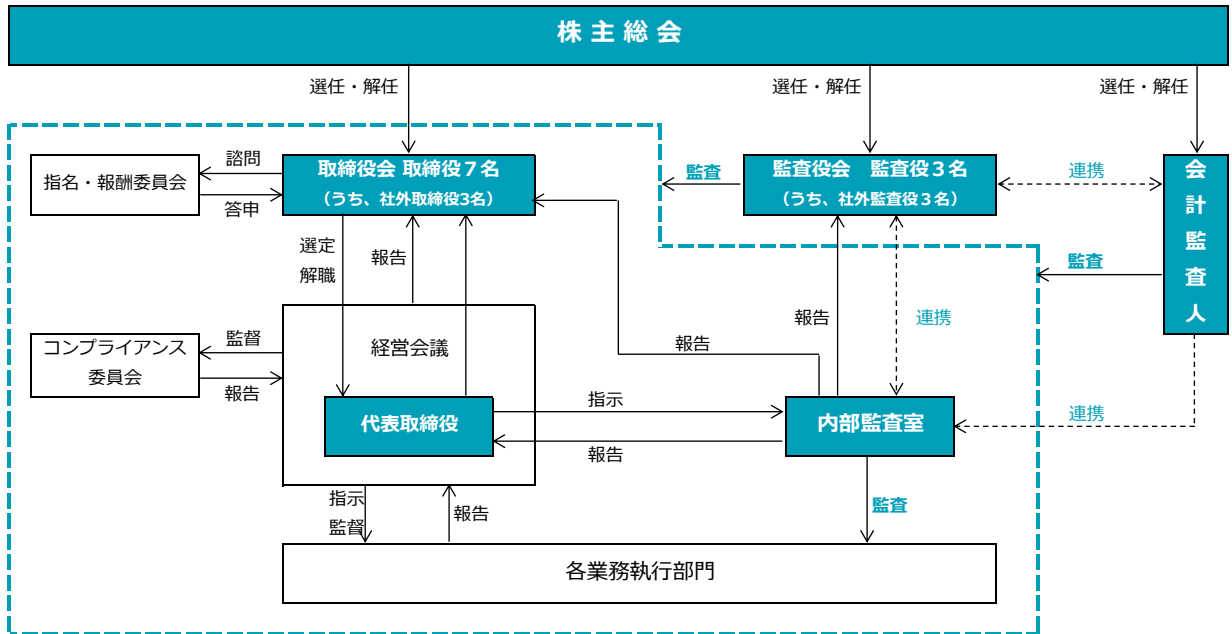 株主総会
選任・解任
選任・解任
選任・解任
指名・報酬委員会
諮問
答申
取締役会 取締役7名
(うち、社外取締役3名)
監査
監査役会 監査役3名
(うち、社外監査役3名)
連携
会計監査人
選定
解職
報告
監査
コンプライアンス
委員会
監督
報告
経営会議
報告
報告
連携
代表取締役
指示
報告
内部監査室
連携
指示
監督
報告
監査
各業務執行部門